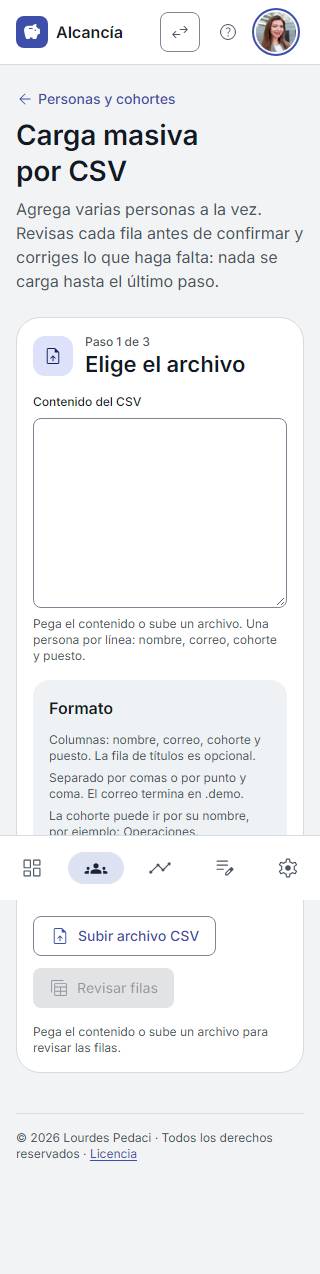 Alcancía
← Personas y cohortes
Carga masiva
por CSV
Agrega varias personas a la vez.
Revisas cada fila antes de confirmar y
corriges lo que haga falta: nada se
carga hasta el último paso.
Paso 1 de 3
Elige el archivo
Contenido del CSV
Pega el contenido o sube un archivo. Una
persona por línea: nombre, correo, cohorte
y puesto.
Formato
Columnas: nombre, correo, cohorte y
puesto. La fila de títulos es opcional.
Separado por comas o por punto y
coma. El correo termina en .demo.
La cohorte puede ir por su nombre,
por ejemplo: Operaciones.
Subir archivo CSV
Revisar filas
Pega el contenido o sube un archivo para
revisar las filas.
© 2026 Lourdes Pedaci · Todos los derechos
reservados · Licencia